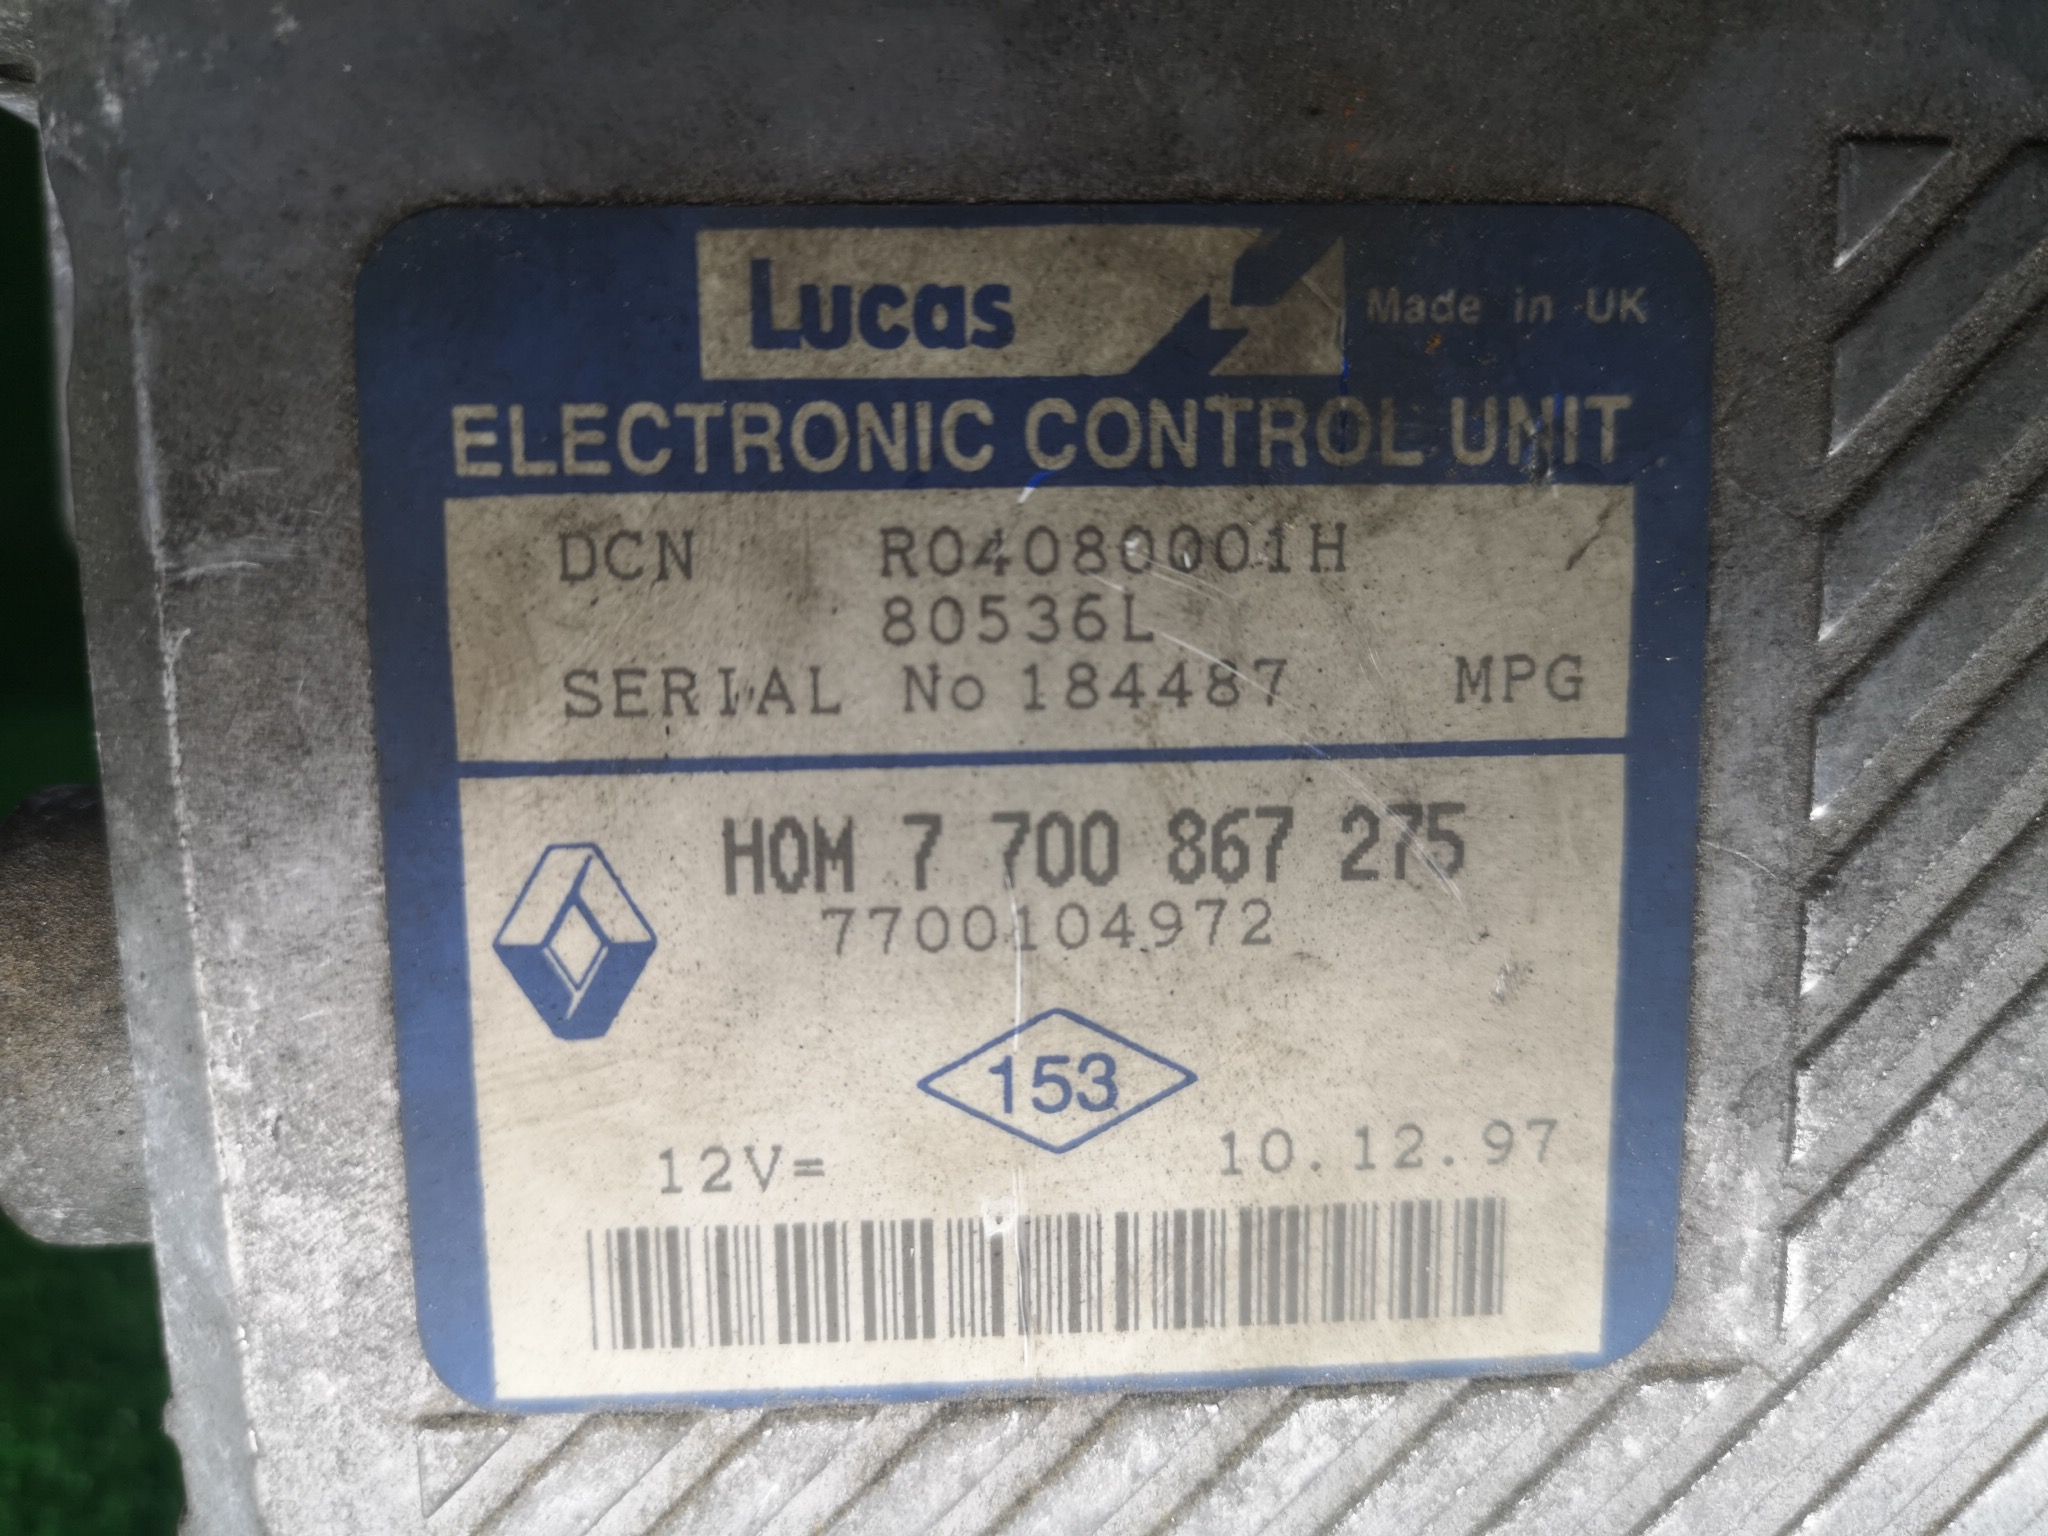 Lucas Made in UK
ELECTRONIC CONTROL UNIT
DCN R04080001H
80536L
SERIAL No 184487 MPG
HOM 7 700 867 275
7700104972
153
12V= 10.12.97